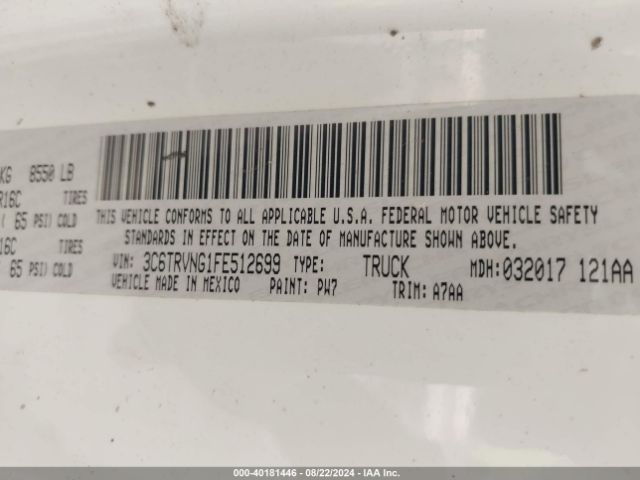 KG 8550 LB
R16C TIRES
( 65 PSI) COLD
16C TIRES
65 PSI) COLD
THIS VEHICLE CONFORMS TO ALL APPLICABLE U.S.A. FEDERAL MOTOR VEHICLE SAFETY
STANDARDS IN EFFECT ON THE DATE OF MANUFACTURE SHOWN ABOVE.
VIN: 3C6TRVNG1FE512699 TYPE: TRUCK MDH: 032017 121AA
VEHICLE MADE IN MEXICO PAINT: PW7 TRIM: A7AA
000-40181446 - 08/22/2024 - IAA Inc.